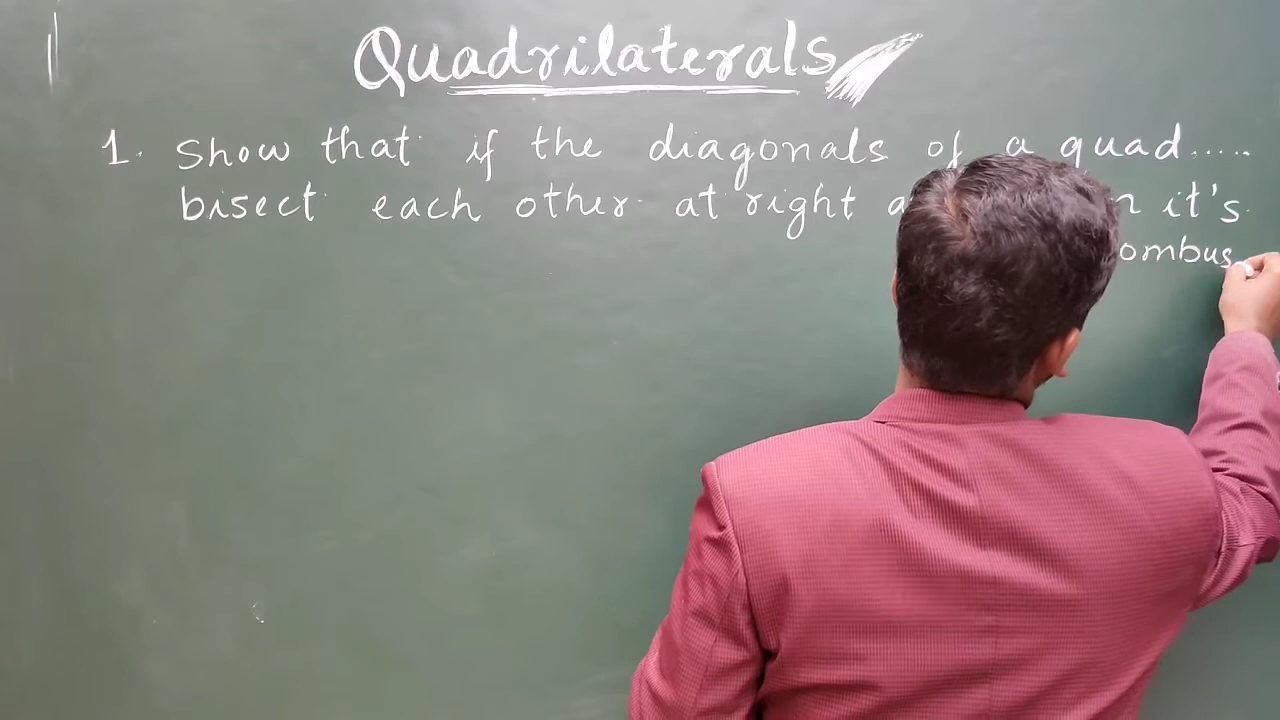 Quadrilaterals
1. Show that if the diagonals of a quad.....
bisect each other at right it's
ombus